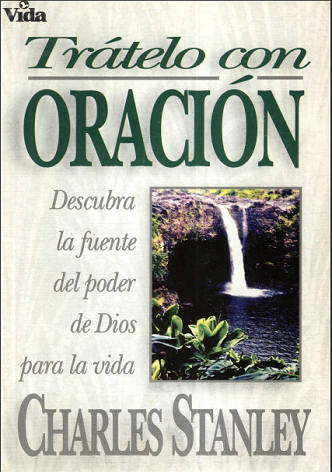 Vida
Trátelo con
ORACIÓN
Descubra
la fuente
del poder
de Dios
para la vida
CHARLES STANLEY